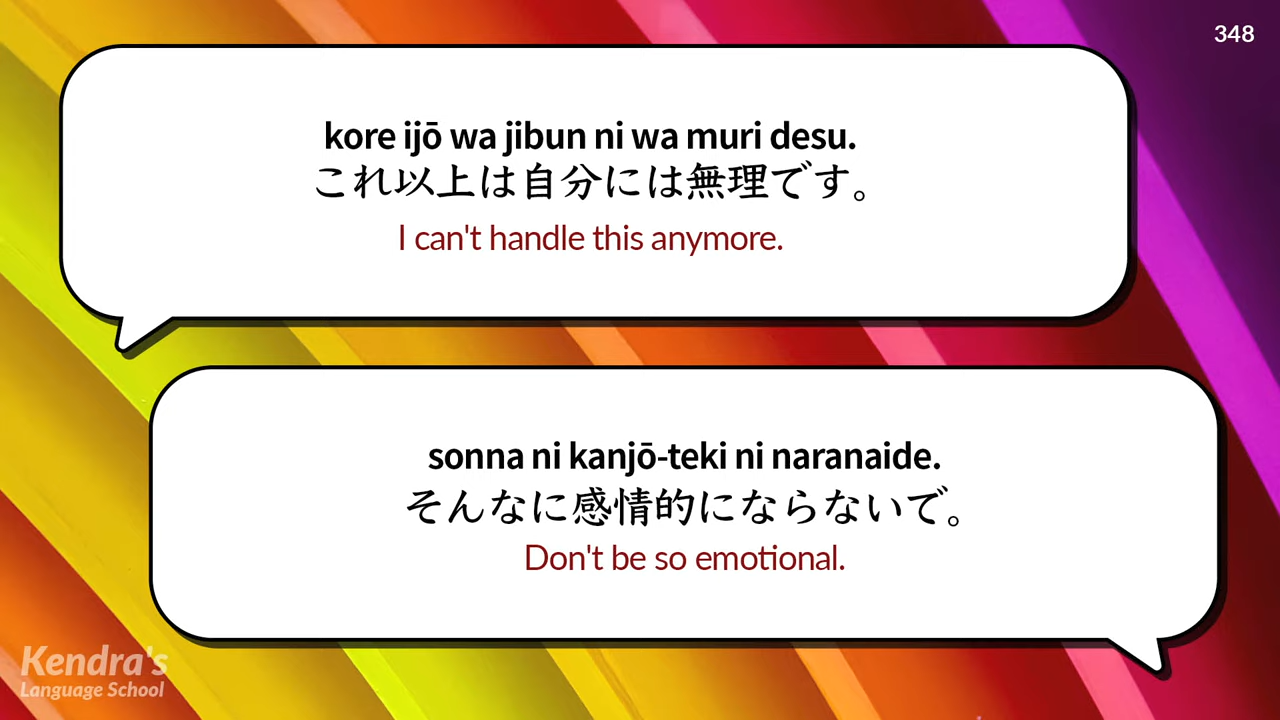 348
kore ijō wa jibun ni wa muri desu.
これ以上は自分には無理です。
I can't handle this anymore.
sonna ni kanjō-teki ni naranaide.
そんなに感情的にならないで。
Don't be so emotional.
Kendra's
Language School